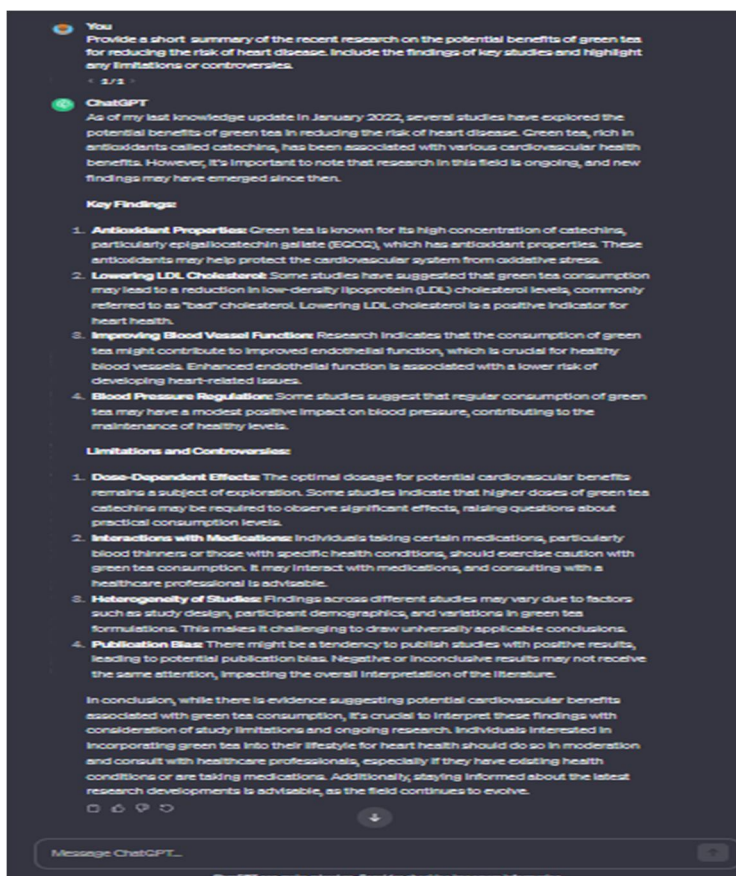 You
Provide a short summary of the recent research on the potential benefits of green tea
for reducing the risk of heart disease. Include the findings of key studies and highlight
any limitations or controversies.
< 1/1 >
ChatGPT
As of my last knowledge update in January 2022, several studies have explored the
potential benefits of green tea in reducing the risk of heart disease. Green tea, rich in
antioxidants called catechins, has been associated with various cardiovascular health
benefits. However, it's important to note that research in this field is ongoing, and new
findings may have emerged since then.
Key Findings:
1. Antioxidant Properties: Green tea is known for its high concentration of catechins,
particularly epigallocatechin gallate (EGCG), which has antioxidant properties. These
antioxidants may help protect the cardiovascular system from oxidative stress.
2. Lowering LDL Cholesterol: Some studies have suggested that green tea consumption
may lead to a reduction in low-density lipoprotein (LDL) cholesterol levels, commonly
referred to as "bad" cholesterol. Lowering LDL cholesterol is a positive indicator for
heart health.
3. Improving Blood Vessel Function: Research indicates that the consumption of green
tea might contribute to improved endothelial function, which is crucial for healthy
blood vessels. Enhanced endothelial function is associated with a lower risk of
developing heart-related issues.
4. Blood Pressure Regulation: Some studies suggest that regular consumption of green
tea may have a modest positive impact on blood pressure, contributing to the
maintenance of healthy levels.
Limitations and Controversies:
1. Dose-Dependent Effects: The optimal dosage for potential cardiovascular benefits
remains a subject of exploration. Some studies indicate that higher doses of green tea
catechins may be required to observe significant effects, raising questions about
practical consumption levels.
2. Interactions with Medications: Individuals taking certain medications, particularly
blood thinners or those with specific health conditions, should exercise caution with
green tea consumption. It may interact with medications, and consulting with a
healthcare professional is advisable.
3. Heterogeneity of Studies: Findings across different studies may vary due to factors
such as study design, participant demographics, and variations in green tea
formulations. This makes it challenging to draw universally applicable conclusions.
4. Publication Bias: There might be a tendency to publish studies with positive results,
leading to potential publication bias. Negative or inconclusive results may not receive
the same attention, impacting the overall interpretation of the literature.
In conclusion, while there is evidence suggesting potential cardiovascular benefits
associated with green tea consumption, it's crucial to interpret these findings with
consideration of study limitations and ongoing research. Individuals interested in
incorporating green tea into their lifestyle for heart health should do so in moderation
and consult with healthcare professionals, especially if they have existing health
conditions or are taking medications. Additionally, staying informed about the latest
research developments is advisable, as the field continues to evolve.
Message ChatGPT...